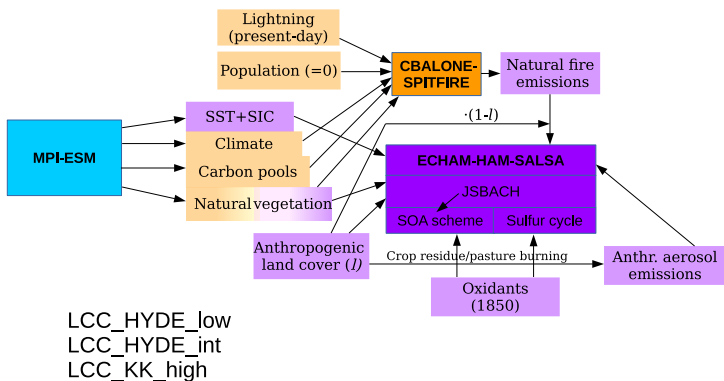 Lightning
(present-day)
Population (=0)
CBALONE-
SPITFIRE
Natural fire
emissions
·(1-l)
SST+SIC
Climate
MPI-ESM
Carbon pools
Natural vegetation
ECHAM-HAM-SALSA
JSBACH
SOA scheme
Sulfur cycle
Anthropogenic
land cover (l)
Crop residue/pasture burning
Anthr. aerosol
emissions
Oxidants
(1850)
LCC_HYDE_low
LCC_HYDE_int
LCC_KK_high